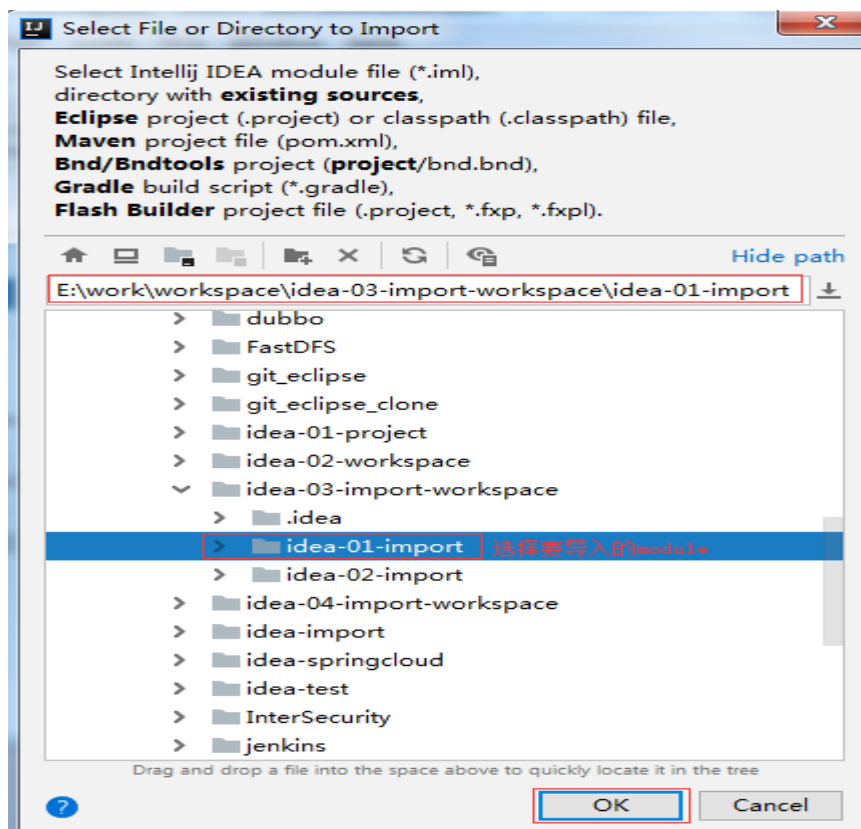 Select File or Directory to Import
Select Intellij IDEA module file (*.iml),
directory with existing sources,
Eclipse project (.project) or classpath (.classpath) file,
Maven project file (pom.xml),
Bnd/Bndtools project (project/bnd.bnd),
Gradle build script (*.gradle),
Flash Builder project file (.project, *.fxp, *.fxpl).
Hide path
E:\work\workspace\idea-03-import-workspace\idea-01-import
dubbo
FastDFS
git_eclipse
git_eclipse_clone
idea-01-project
idea-02-workspace
idea-03-import-workspace
.idea
idea-01-import 选择要导入的module
idea-02-import
idea-04-import-workspace
idea-import
idea-springcloud
idea-test
InterSecurity
jenkins
Drag and drop a file into the space above to quickly locate it in the tree
? OK Cancel